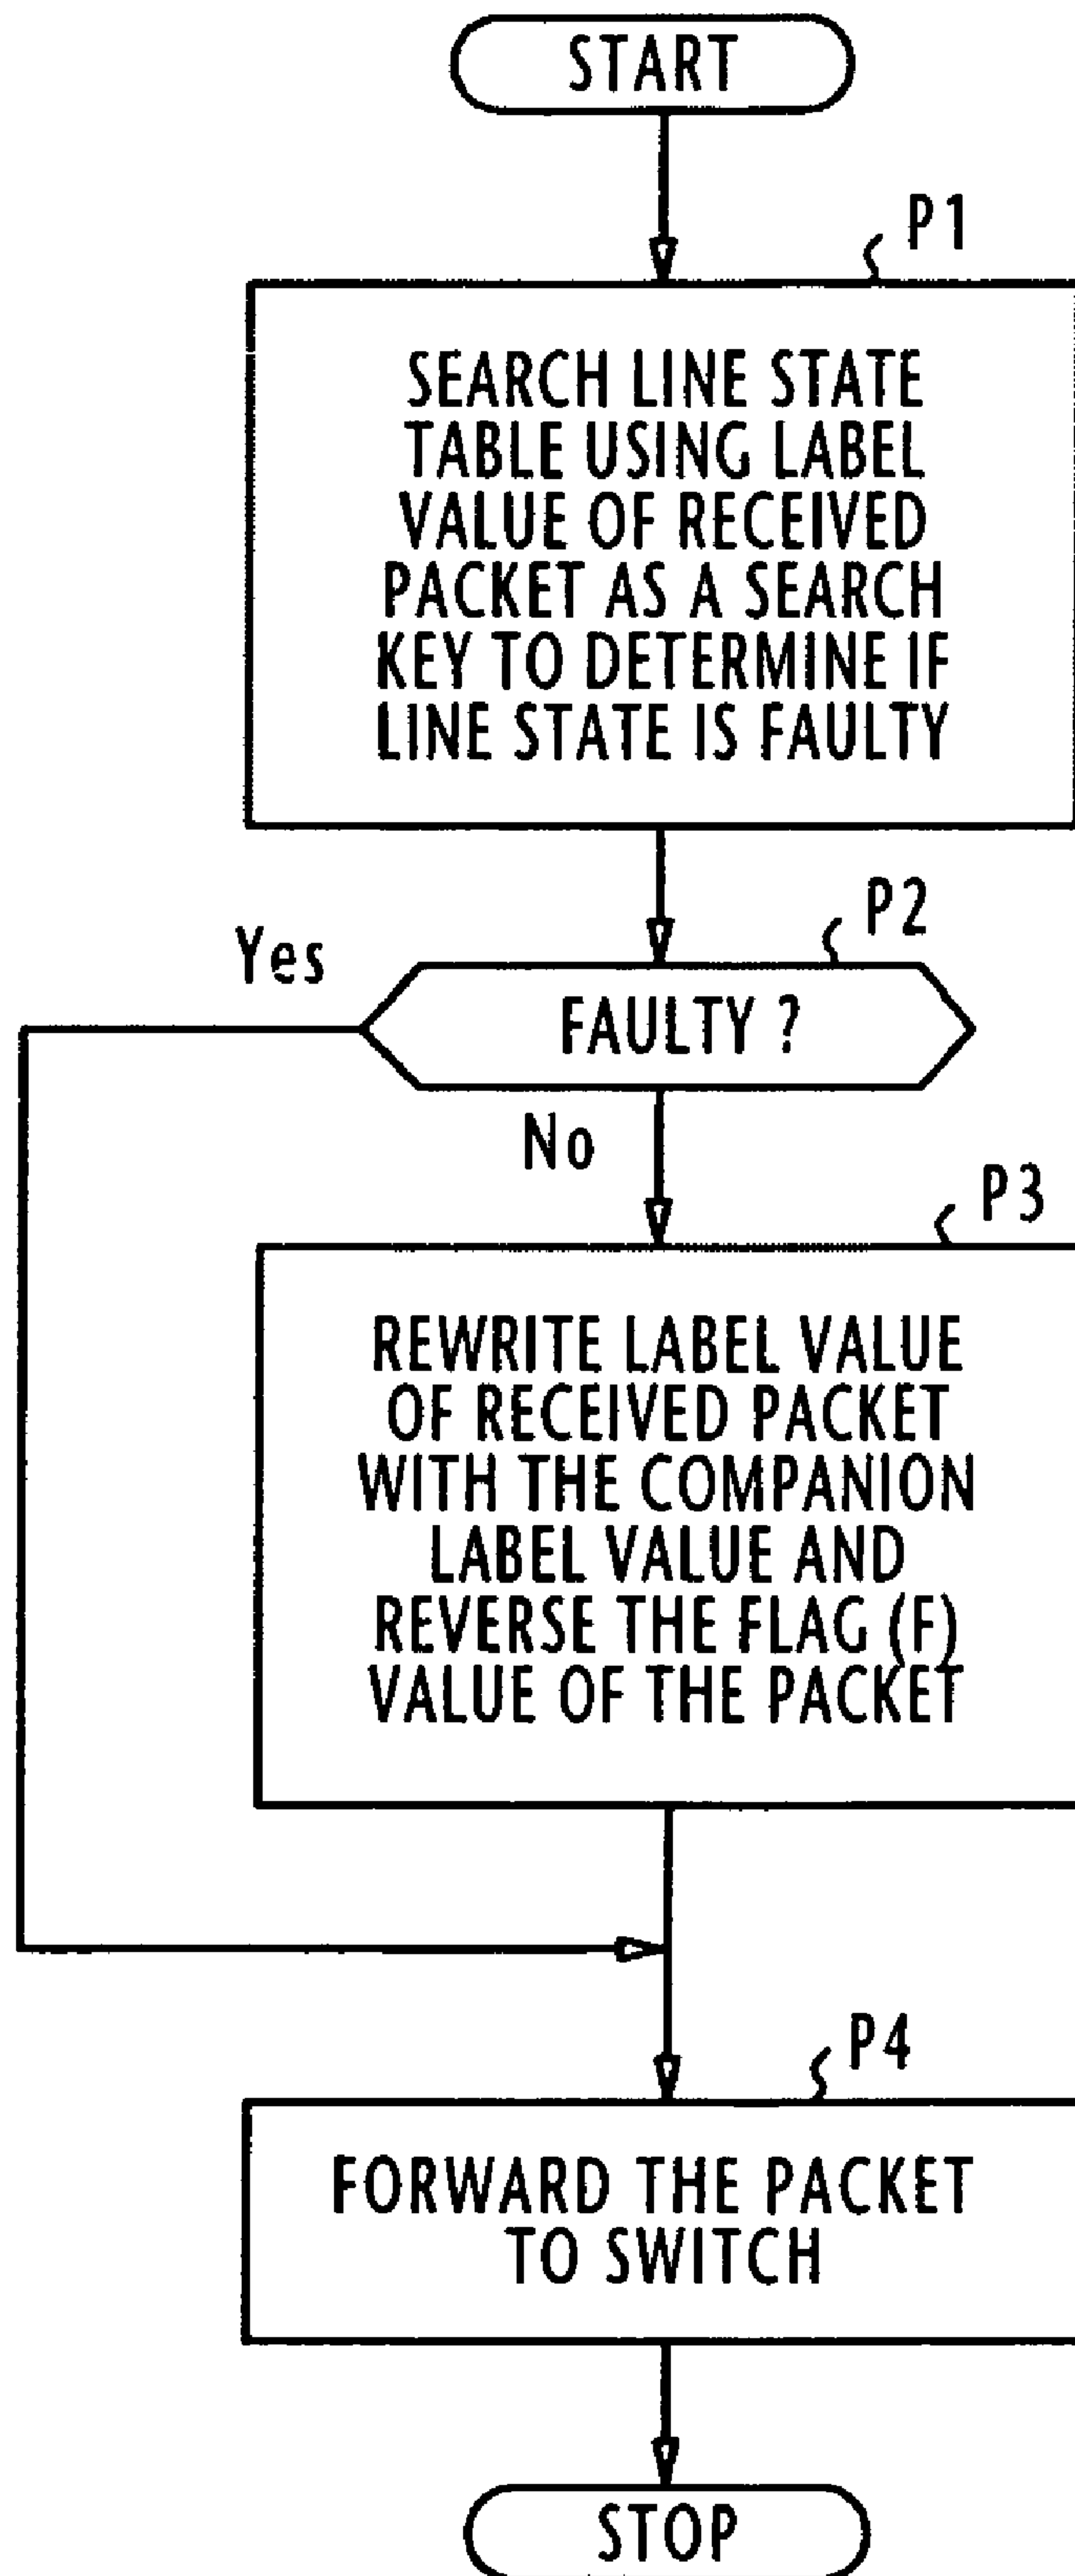 START
P1
SEARCH LINE STATE
TABLE USING LABEL
VALUE OF RECEIVED
PACKET AS A SEARCH
KEY TO DETERMINE IF
LINE STATE IS FAULTY
P2
Yes
FAULTY ?
No
P3
REWRITE LABEL VALUE
OF RECEIVED PACKET
WITH THE COMPANION
LABEL VALUE AND
REVERSE THE FLAG (F)
VALUE OF THE PACKET
P4
FORWARD THE PACKET
TO SWITCH
STOP